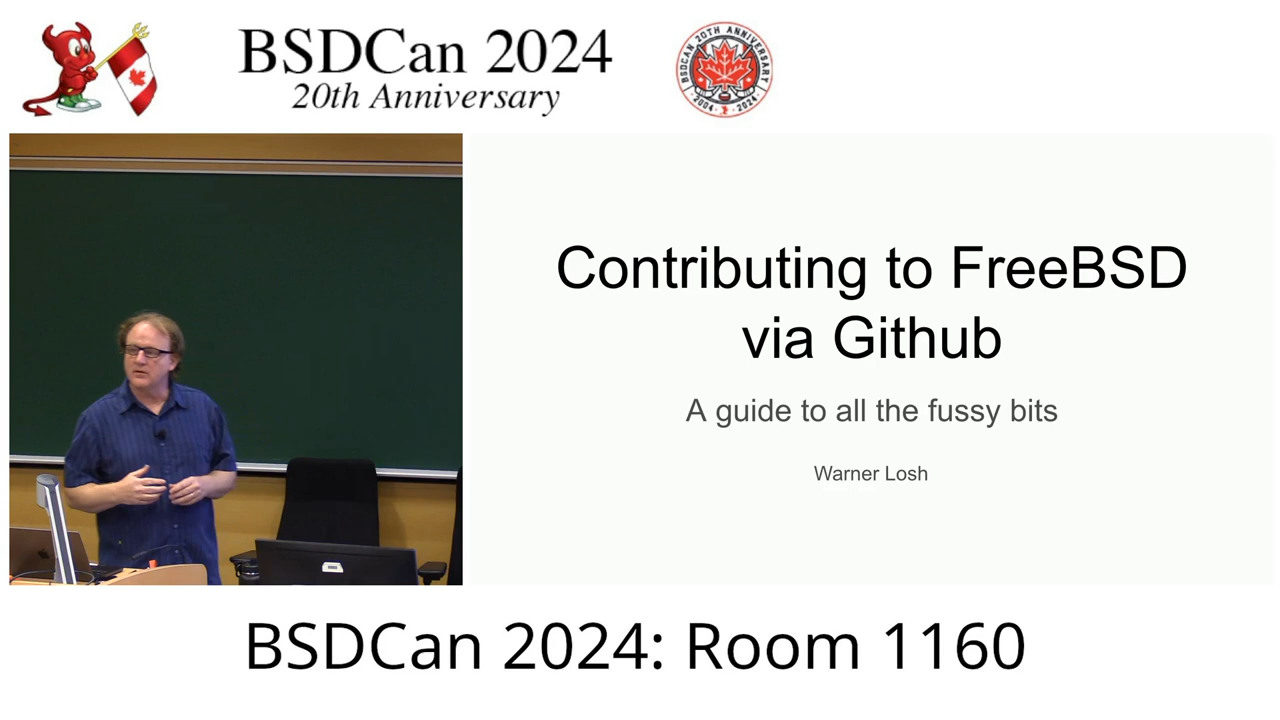 BSDCan 2024
20th Anniversary
BSDCAN 20TH ANNIVERSARY
2004 - 2024
Contributing to FreeBSD
via Github
A guide to all the fussy bits
Warner Losh
BSDCan 2024: Room 1160